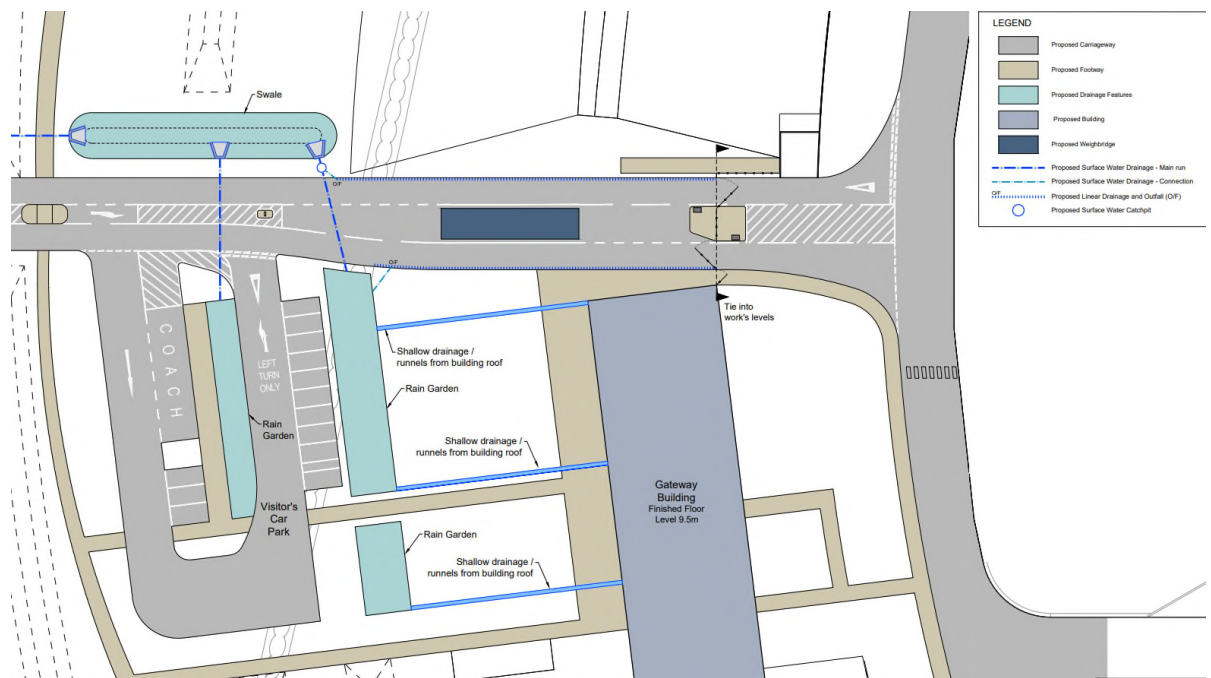 LEGEND
Proposed Carriageway
Proposed Footway
Proposed Drainage Features
Proposed Building
Proposed Weighbridge
Proposed Surface Water Drainage - Main run
Proposed Surface Water Drainage - Connection
O/F
Proposed Linear Drainage and Outfall (O/F)
Proposed Surface Water Catchpit
Swale
O/F
O/F
Tie into
work's levels
Shallow drainage /
runnels from building roof
COACH
LEFT
TURN
ONLY
Rain Garden
Rain
Garden
Shallow drainage /
runnels from building roof
Visitor's
Car
Park
Gateway
Building
Finished Floor
Level 9.5m
Rain Garden
Shallow drainage /
runnels from building roof